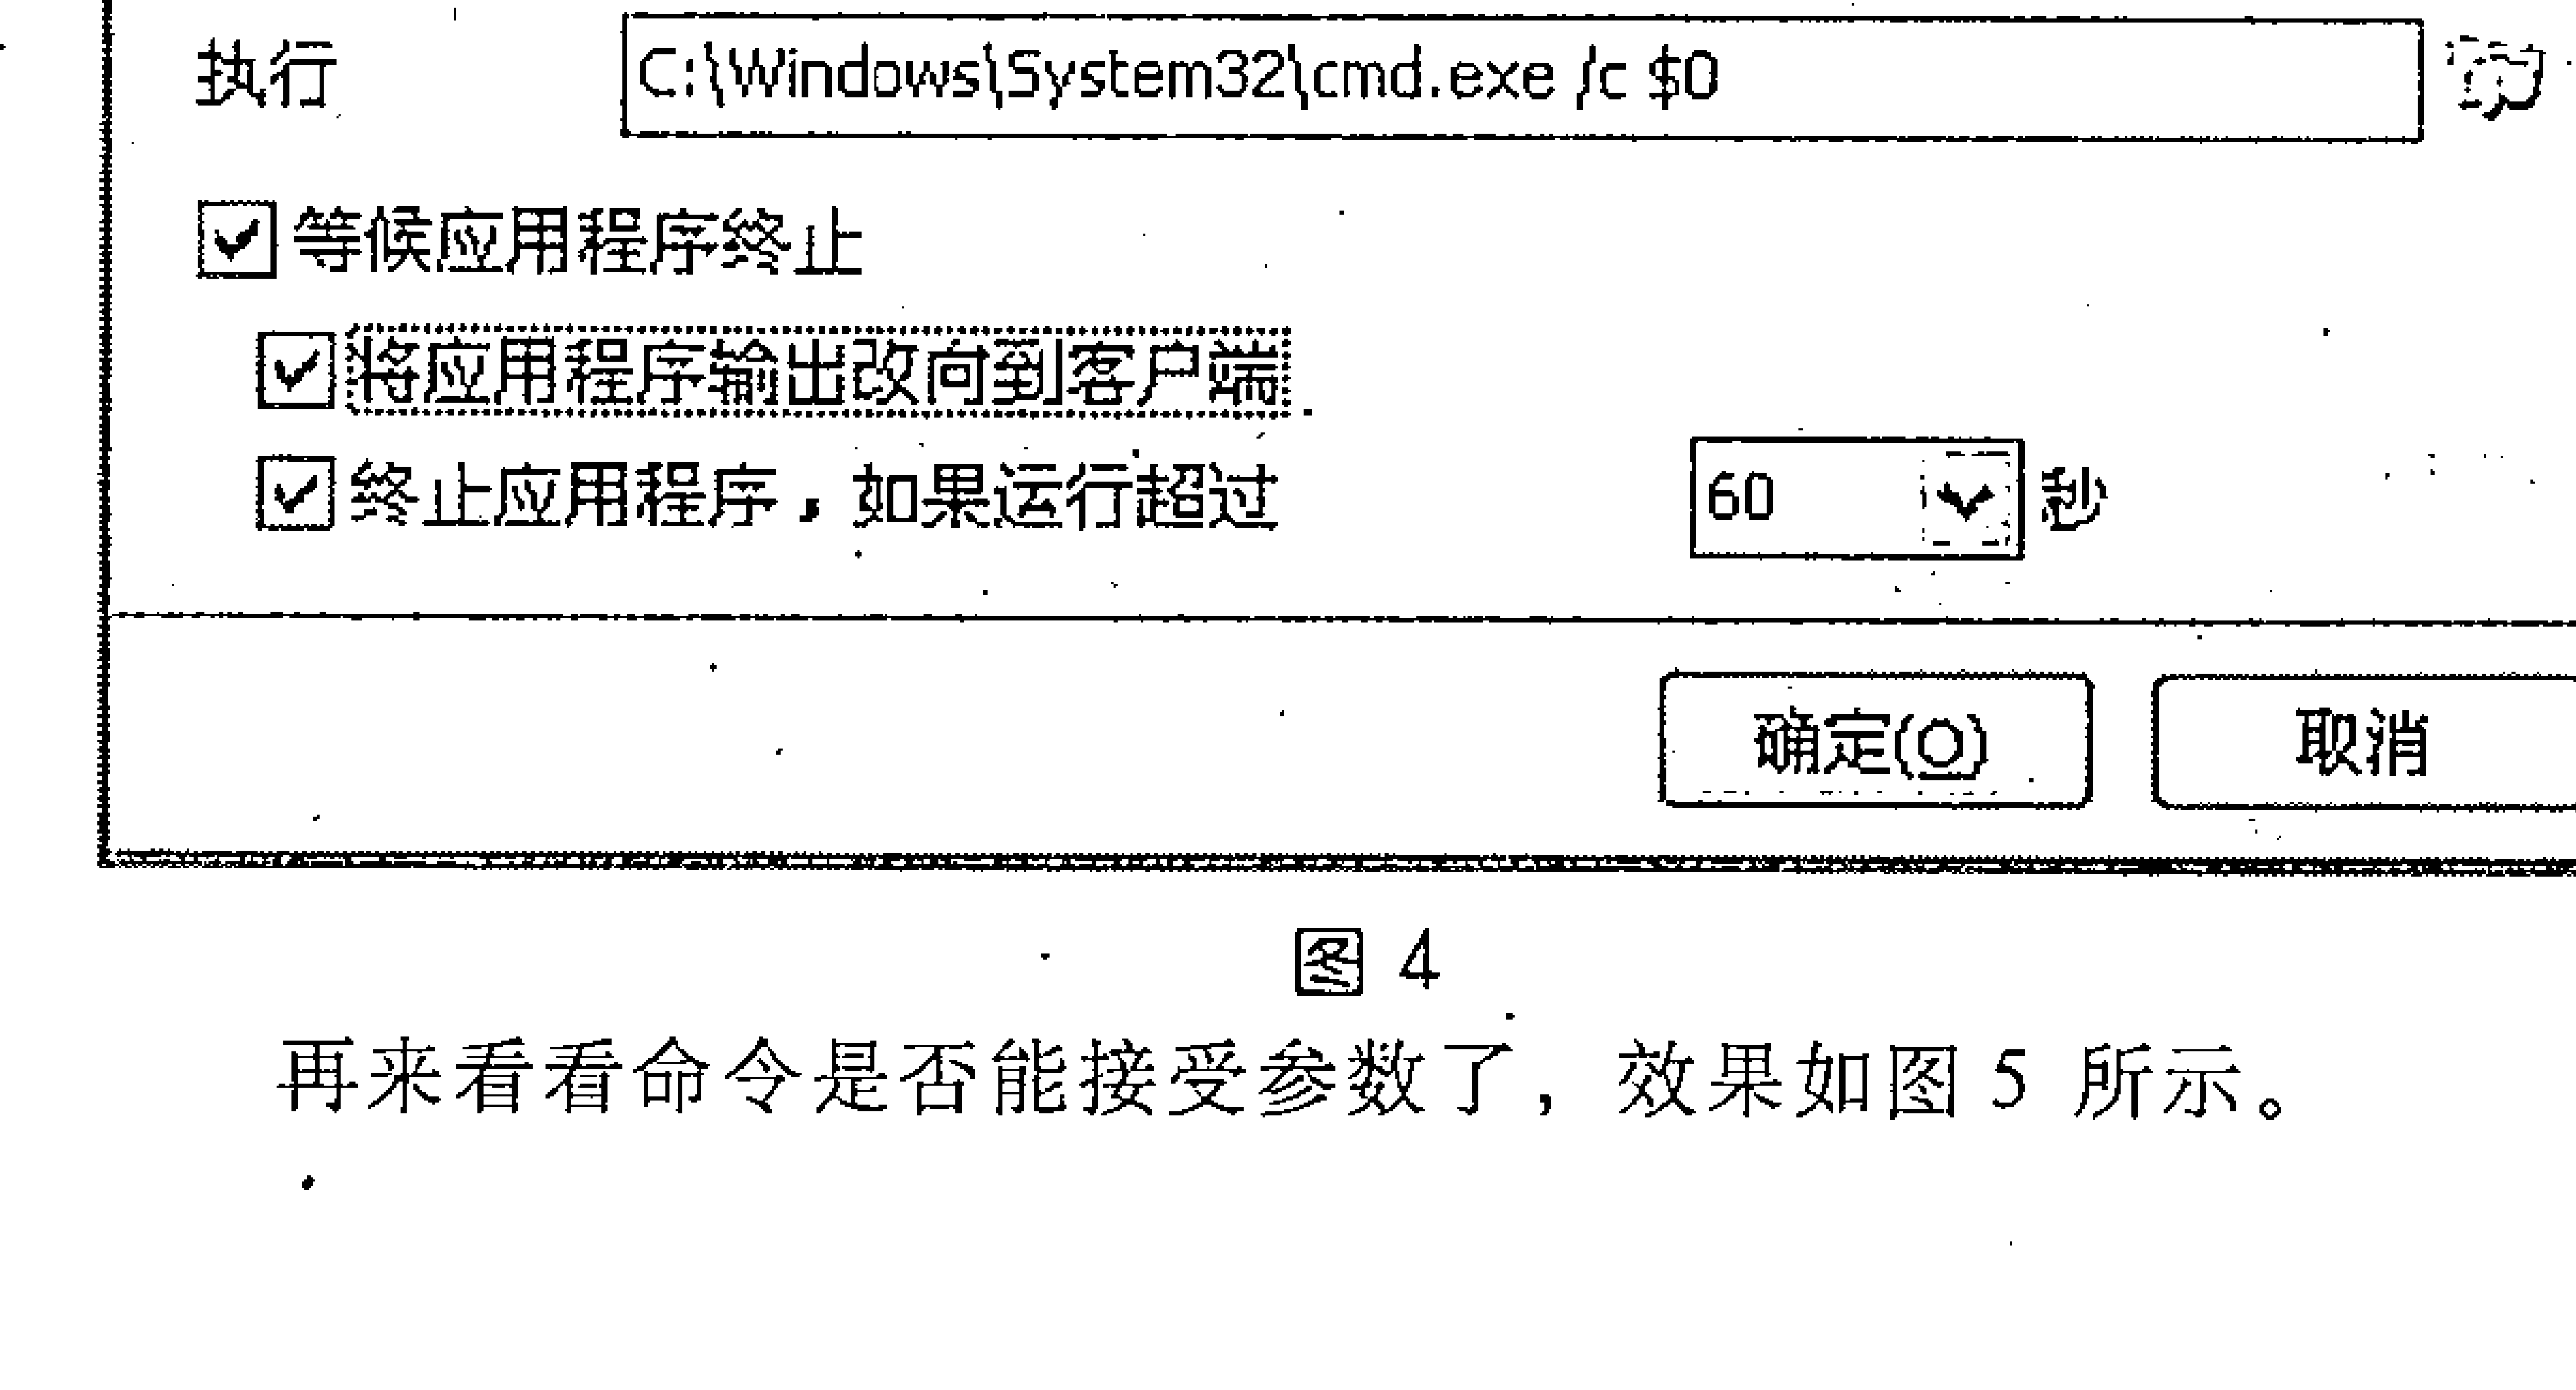 执行 C:\Windows\System32\cmd.exe /c $0
等候应用程序终止
将应用程序输出改向到客户端
终止应用程序，如果运行超过 60 秒
确定(O) 取消
图 4
再来看看命令是否能接受参数了，效果如图 5 所示。